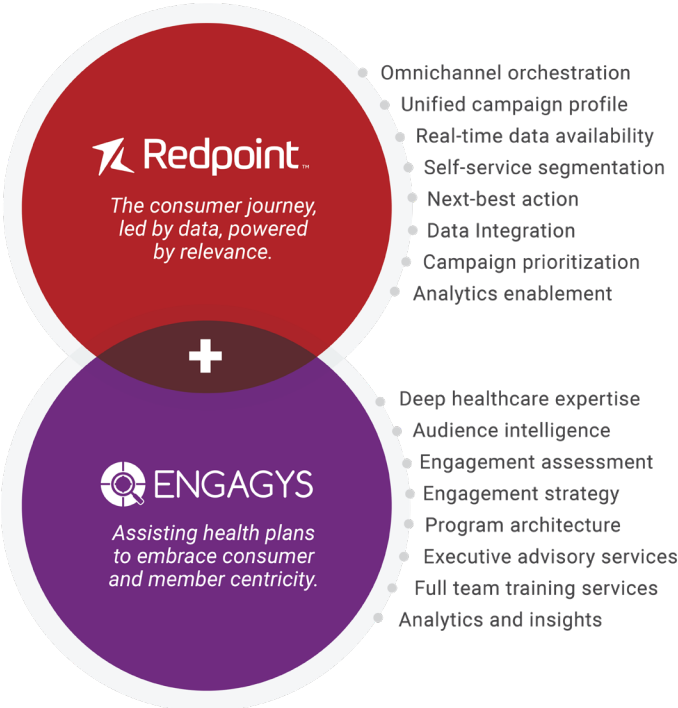 Redpoint™
The consumer journey,
led by data, powered
by relevance.
Omnichannel orchestration
Unified campaign profile
Real-time data availability
Self-service segmentation
Next-best action
Data Integration
Campaign prioritization
Analytics enablement
+
ENGAGYS
Assisting health plans
to embrace consumer
and member centricity.
Deep healthcare expertise
Audience intelligence
Engagement assessment
Engagement strategy
Program architecture
Executive advisory services
Full team training services
Analytics and insights